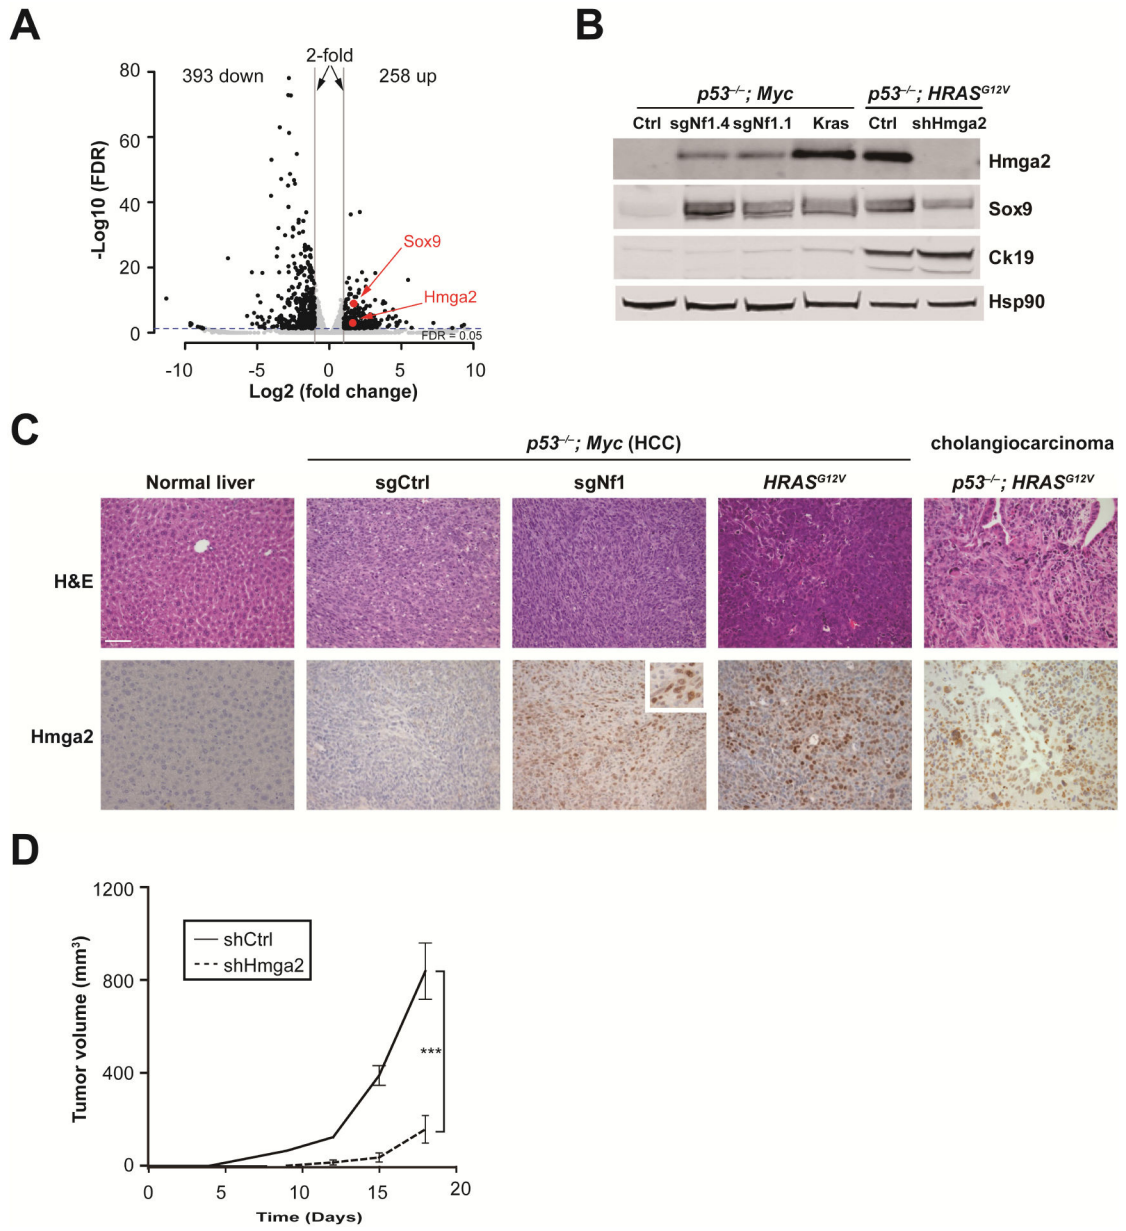 A
2-fold
393 down
258 up
80
60
40
20
0
-Log10 (FDR)
Sox9
Hmga2
FDR = 0.05
-10
-5
0
5
10
Log2 (fold change)
B
p53–/–; Myc
p53–/–; HRASG12V
Ctrl sgNf1.4 sgNf1.1 Kras Ctrl shHmga2
Hmga2
Sox9
Ck19
Hsp90
C
p53–/–; Myc (HCC)
cholangiocarcinoma
Normal liver
sgCtrl
sgNf1
HRASG12V
p53–/–; HRASG12V
H&E
Hmga2
D
1200
800
400
0
Tumor volume (mm3)
shCtrl
shHmga2
***
0
5
10
15
20
Time (Days)